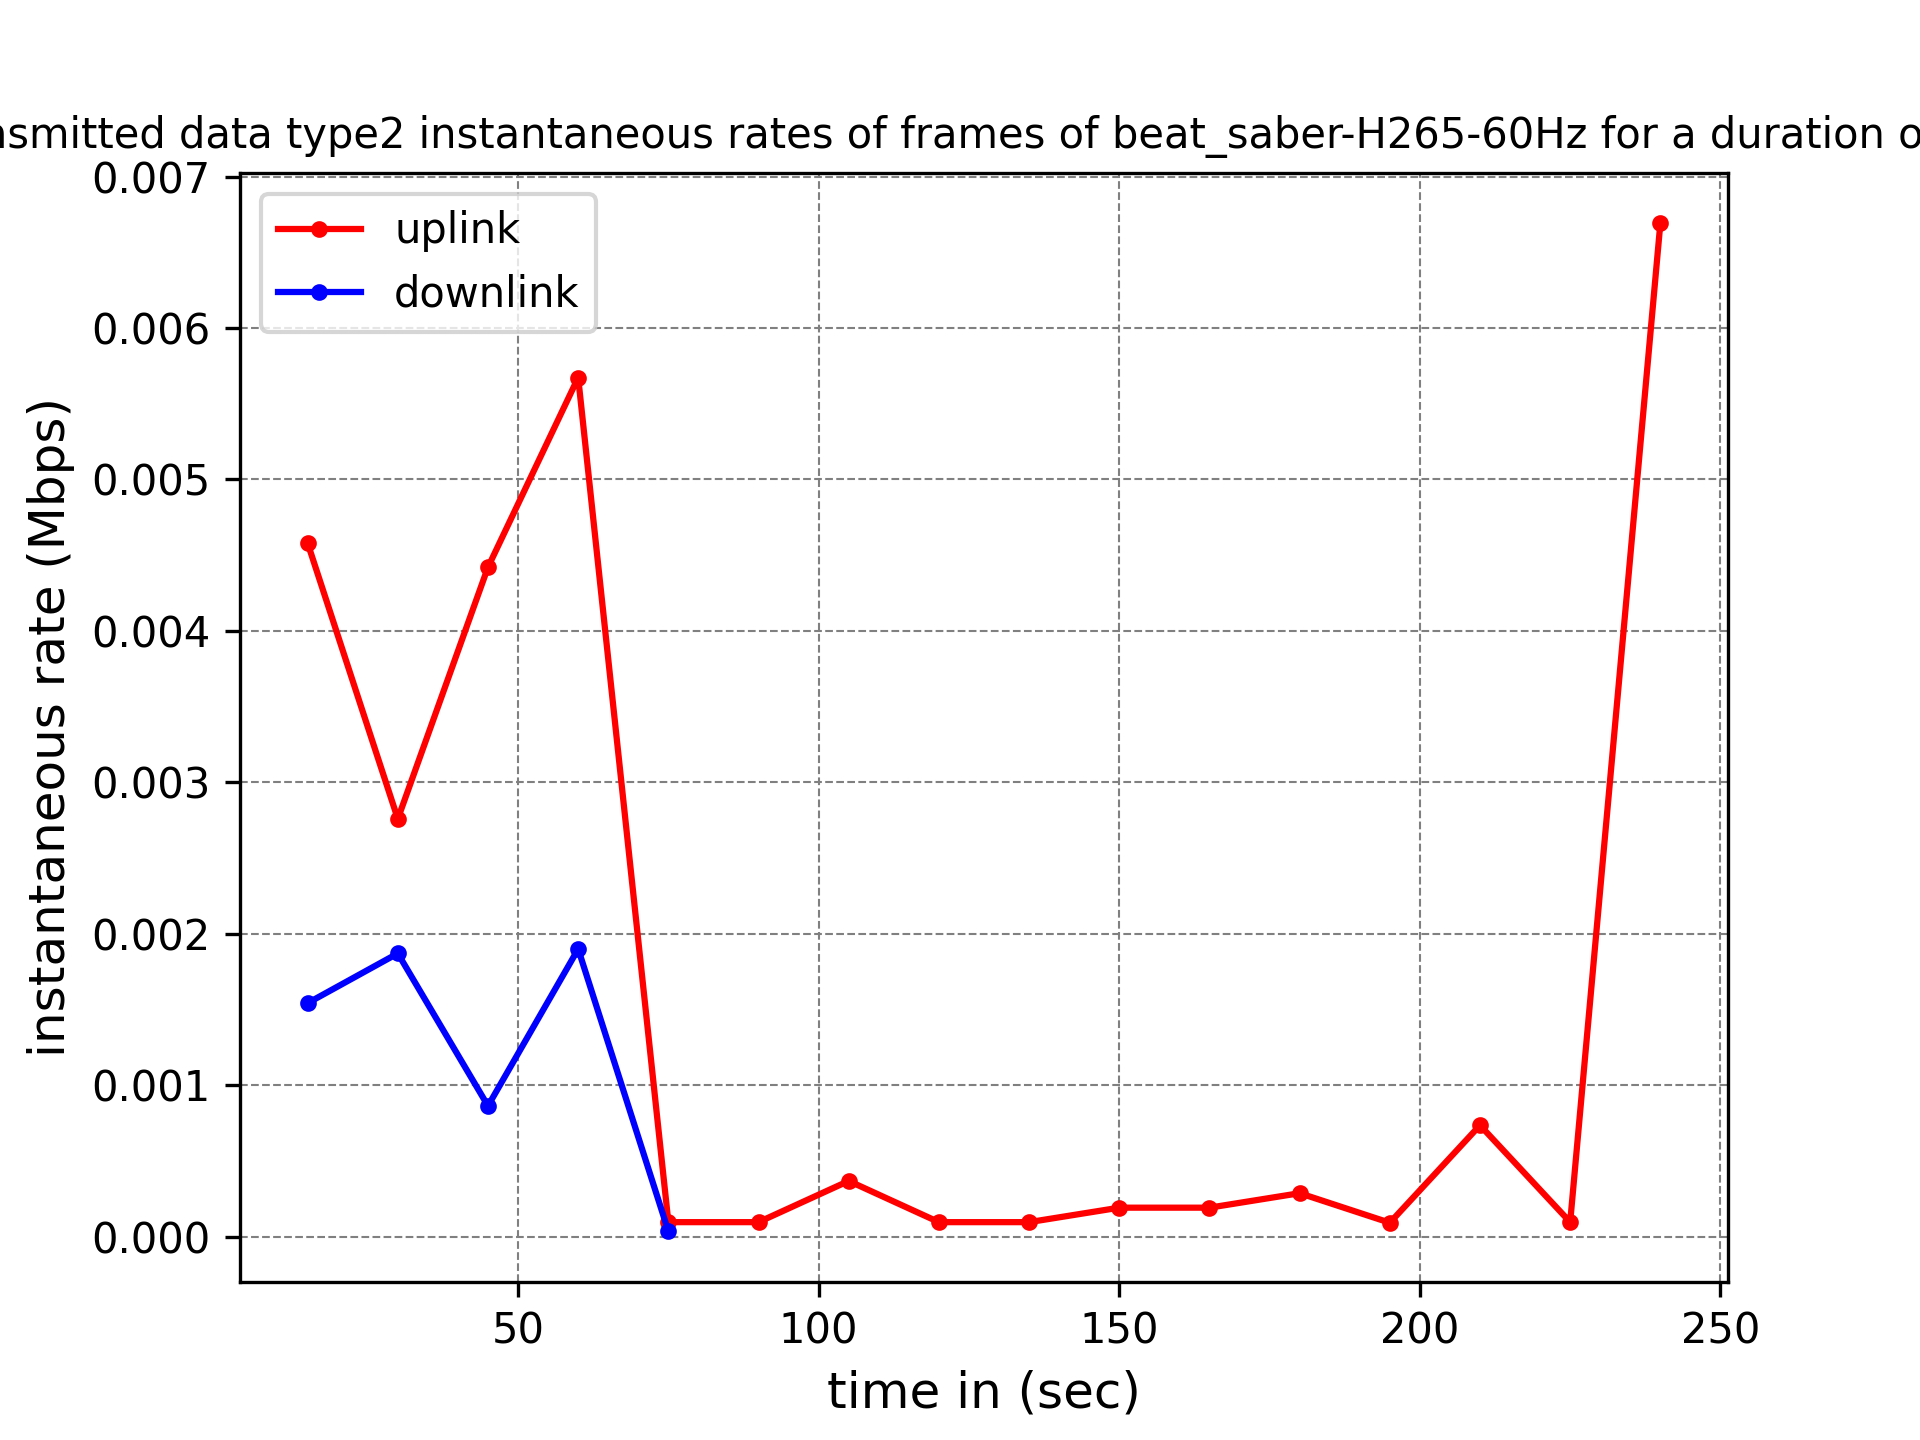 nsmitted data type2 instantaneous rates of frames of beat_saber-H265-60Hz for a duration o
0.007
0.006
0.005
0.004
0.003
0.002
0.001
0.000
instantaneous rate (Mbps)
uplink
downlink
50 100 150 200 250
time in (sec)